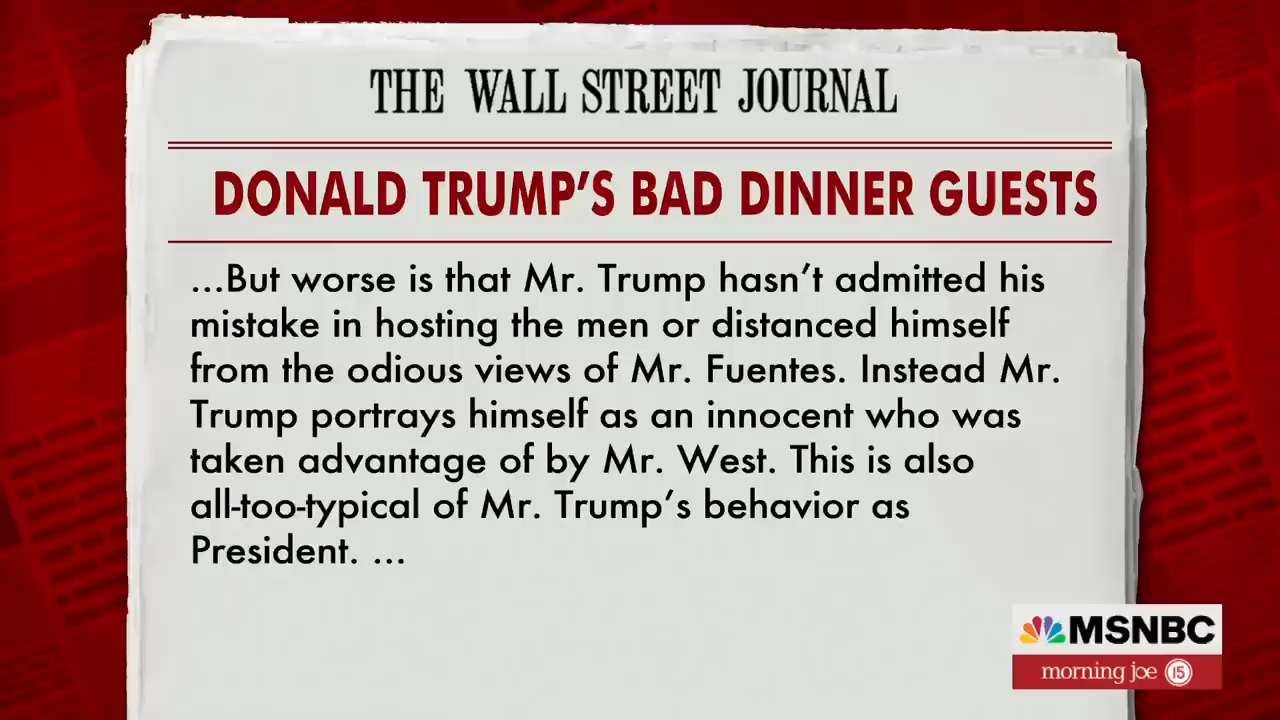 THE WALL STREET JOURNAL
DONALD TRUMP'S BAD DINNER GUESTS
...But worse is that Mr. Trump hasn't admitted his
mistake in hosting the men or distanced himself
from the odious views of Mr. Fuentes. Instead Mr.
Trump portrays himself as an innocent who was
taken advantage of by Mr. West. This is also
all-too-typical of Mr. Trump's behavior as
President. ...
MSNBC
morning joe 15